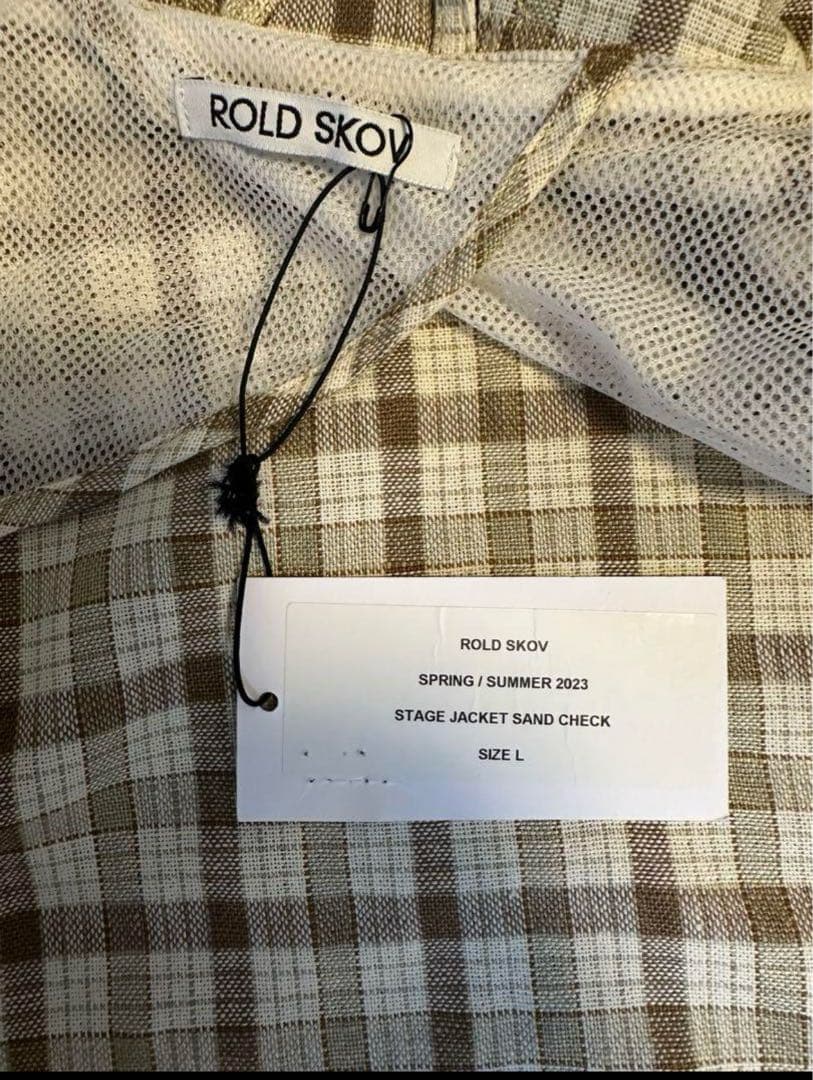 ROLD SKOV
ROLD SKOV
SPRING / SUMMER 2023
STAGE JACKET SAND CHECK
SIZE L